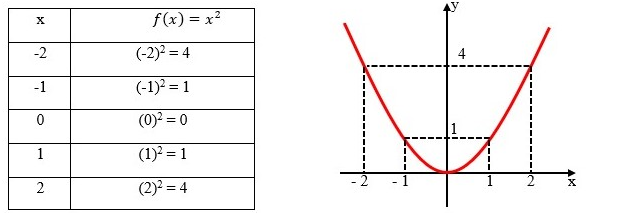 x f(x) = x²
-2 (-2)² = 4
-1 (-1)² = 1
0 (0)² = 0
1 (1)² = 1
2 (2)² = 4
y
4
1
- 2 - 1 1 2 x